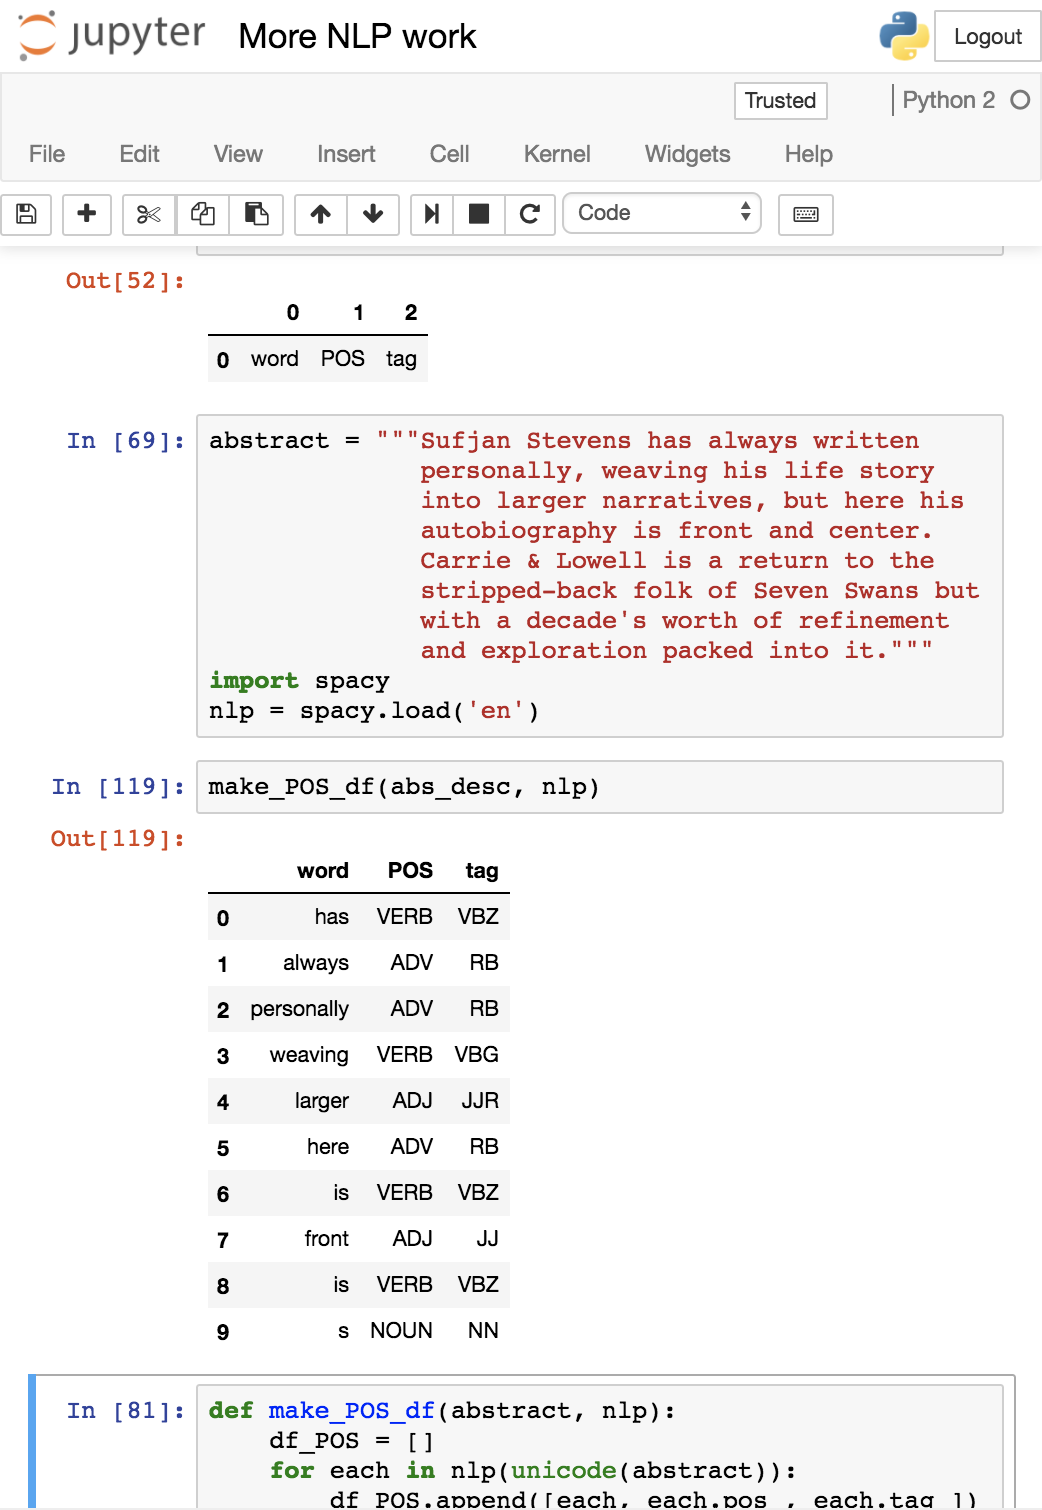 jupyter More NLP work Logout
Trusted Python 2
File Edit View Insert Cell Kernel Widgets Help
Code
Out[52]:
0 1 2
0 word POS tag
In [69]: abstract = """Sufjan Stevens has always written
personally, weaving his life story
into larger narratives, but here his
autobiography is front and center.
Carrie & Lowell is a return to the
stripped-back folk of Seven Swans but
with a decade's worth of refinement
and exploration packed into it."""
import spacy
nlp = spacy.load('en')
In [119]: make_POS_df(abs_desc, nlp)
Out[119]:
word POS tag
0 has VERB VBZ
1 always ADV RB
2 personally ADV RB
3 weaving VERB VBG
4 larger ADJ JJR
5 here ADV RB
6 is VERB VBZ
7 front ADJ JJ
8 is VERB VBZ
9 s NOUN NN
In [81]: def make_POS_df(abstract, nlp):
df_POS = []
for each in nlp(unicode(abstract)):
df_POS.append([each, each.pos_, each.tag_])